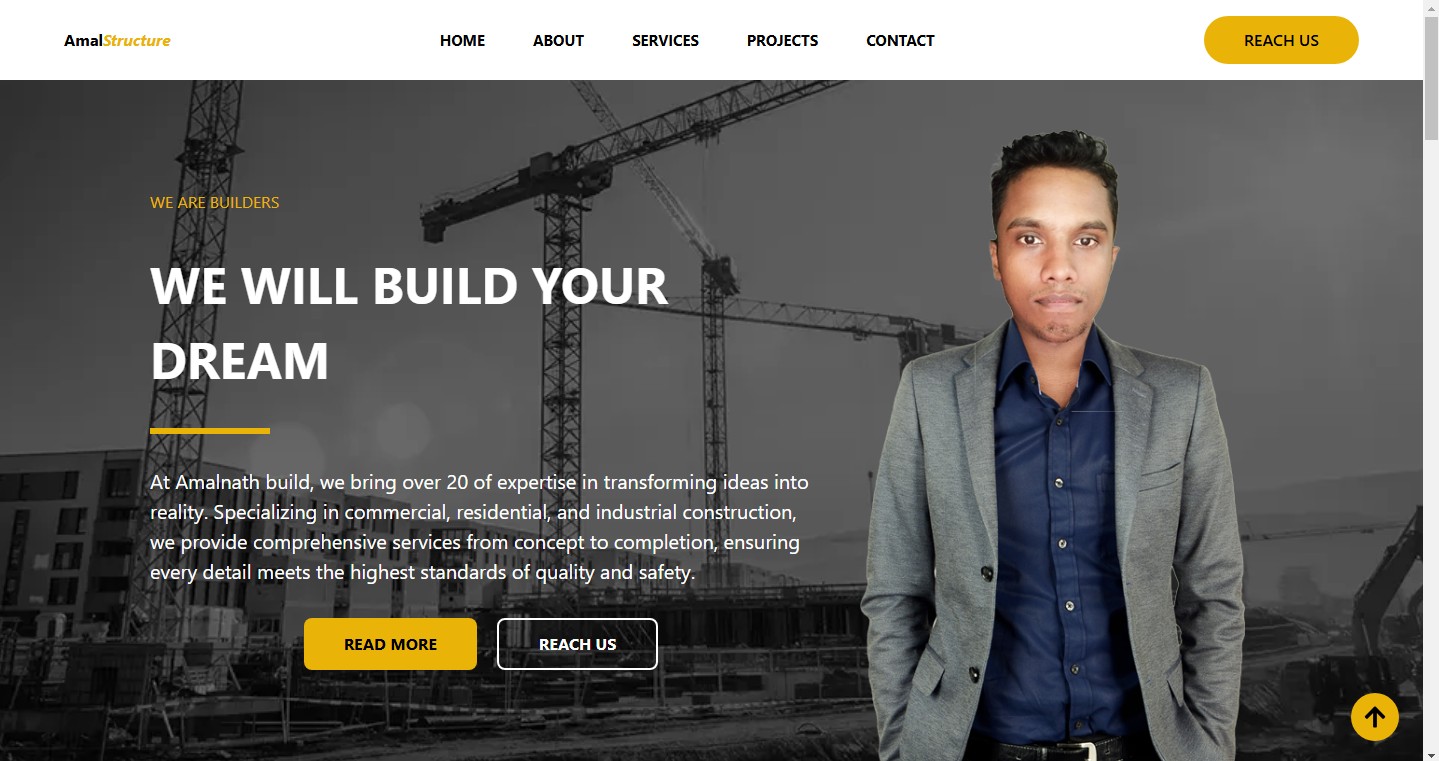 AmalStructure
HOME ABOUT SERVICES PROJECTS CONTACT
REACH US
WE ARE BUILDERS
WE WILL BUILD YOUR
DREAM
At Amalnath build, we bring over 20 of expertise in transforming ideas into
reality. Specializing in commercial, residential, and industrial construction,
we provide comprehensive services from concept to completion, ensuring
every detail meets the highest standards of quality and safety.
READ MORE
REACH US